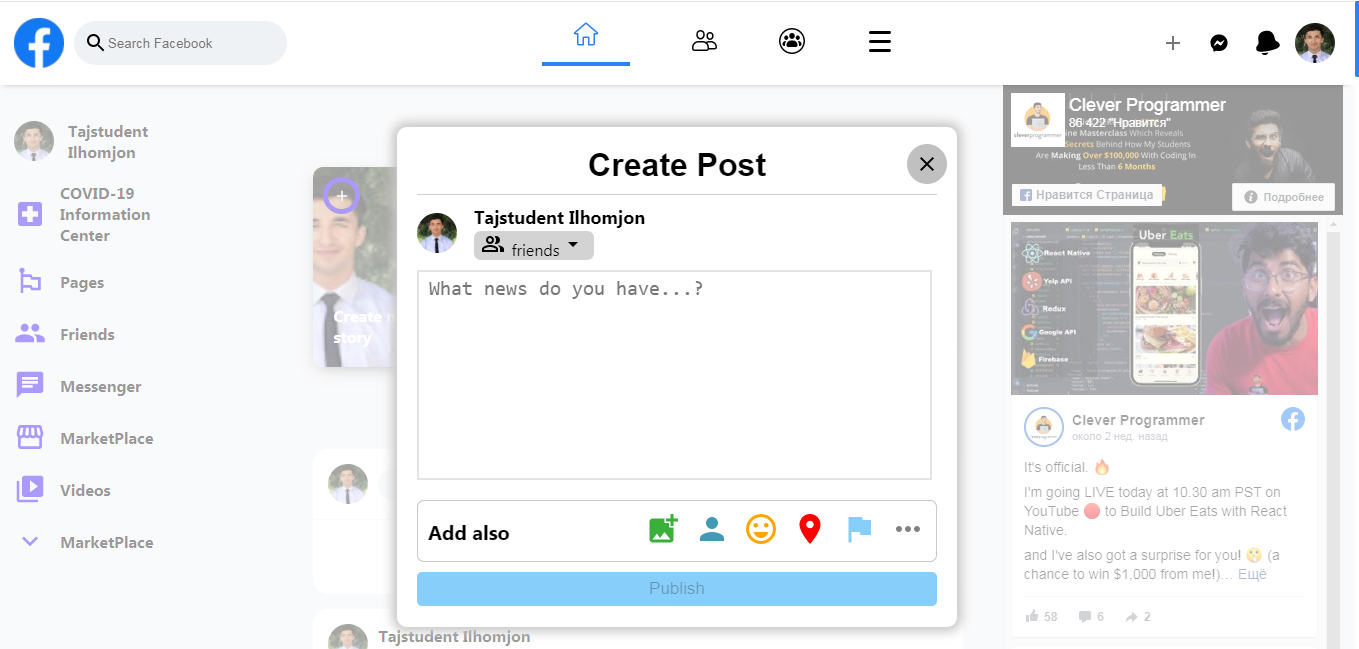 Search Facebook
Tajstudent
Ilhomjon
COVID-19
Information
Center
Pages
Friends
Messenger
MarketPlace
Videos
MarketPlace
Create
story
Create Post
Tajstudent Ilhomjon
friends
What news do you have...?
Add also
Publish
Tajstudent Ilhomjon
Clever Programmer
86 422 "Нравится"
cleverprogrammer
Masterclass Which Reveals
Secrets Behind How My Students
Are Making Over $100,000 With Coding In
Less Than 6 Months
Нравится Страница
Подробнее
Uber Eats
React Native
Yelp API
Redux
Google API
Firebase
Clever Programmer
около 2 нед. назад
It's official. 🔥
I'm going LIVE today at 10.30 am PST on
YouTube 🔴 to Build Uber Eats with React
Native.
and I've also got a surprise for you! 🤭 (a
chance to win $1,000 from me!)… Ещё
58
6
2